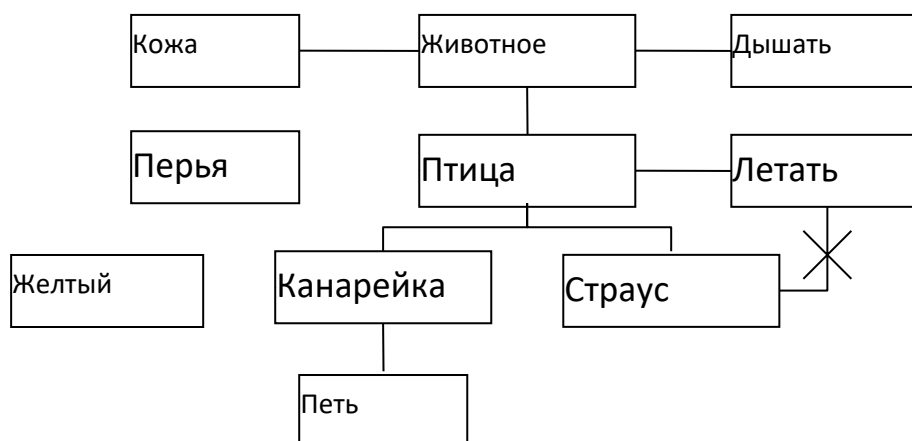 Кожа
Животное
Дышать
Перья
Птица
Летать
Желтый
Канарейка
Страус
Петь